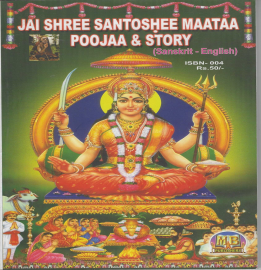 JAI SHREE SANTOSHEE MAATAA
POOJAA & STORY
(Sanskrit - English)
ISBN- 004
Rs.50/-
M.B